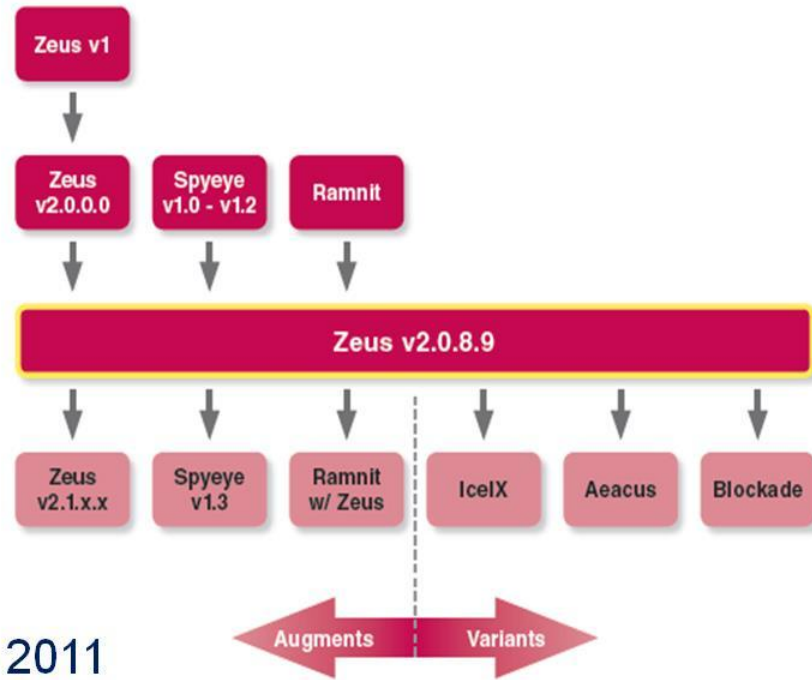 Zeus v1
Zeus
v2.0.0.0
Spyeye
v1.0 - v1.2
Ramnit
Zeus v2.0.8.9
Zeus
v2.1.x.x
Spyeye
v1.3
Ramnit
w/ Zeus
IceIX
Aeacus
Blockade
Augments
Variants
2011